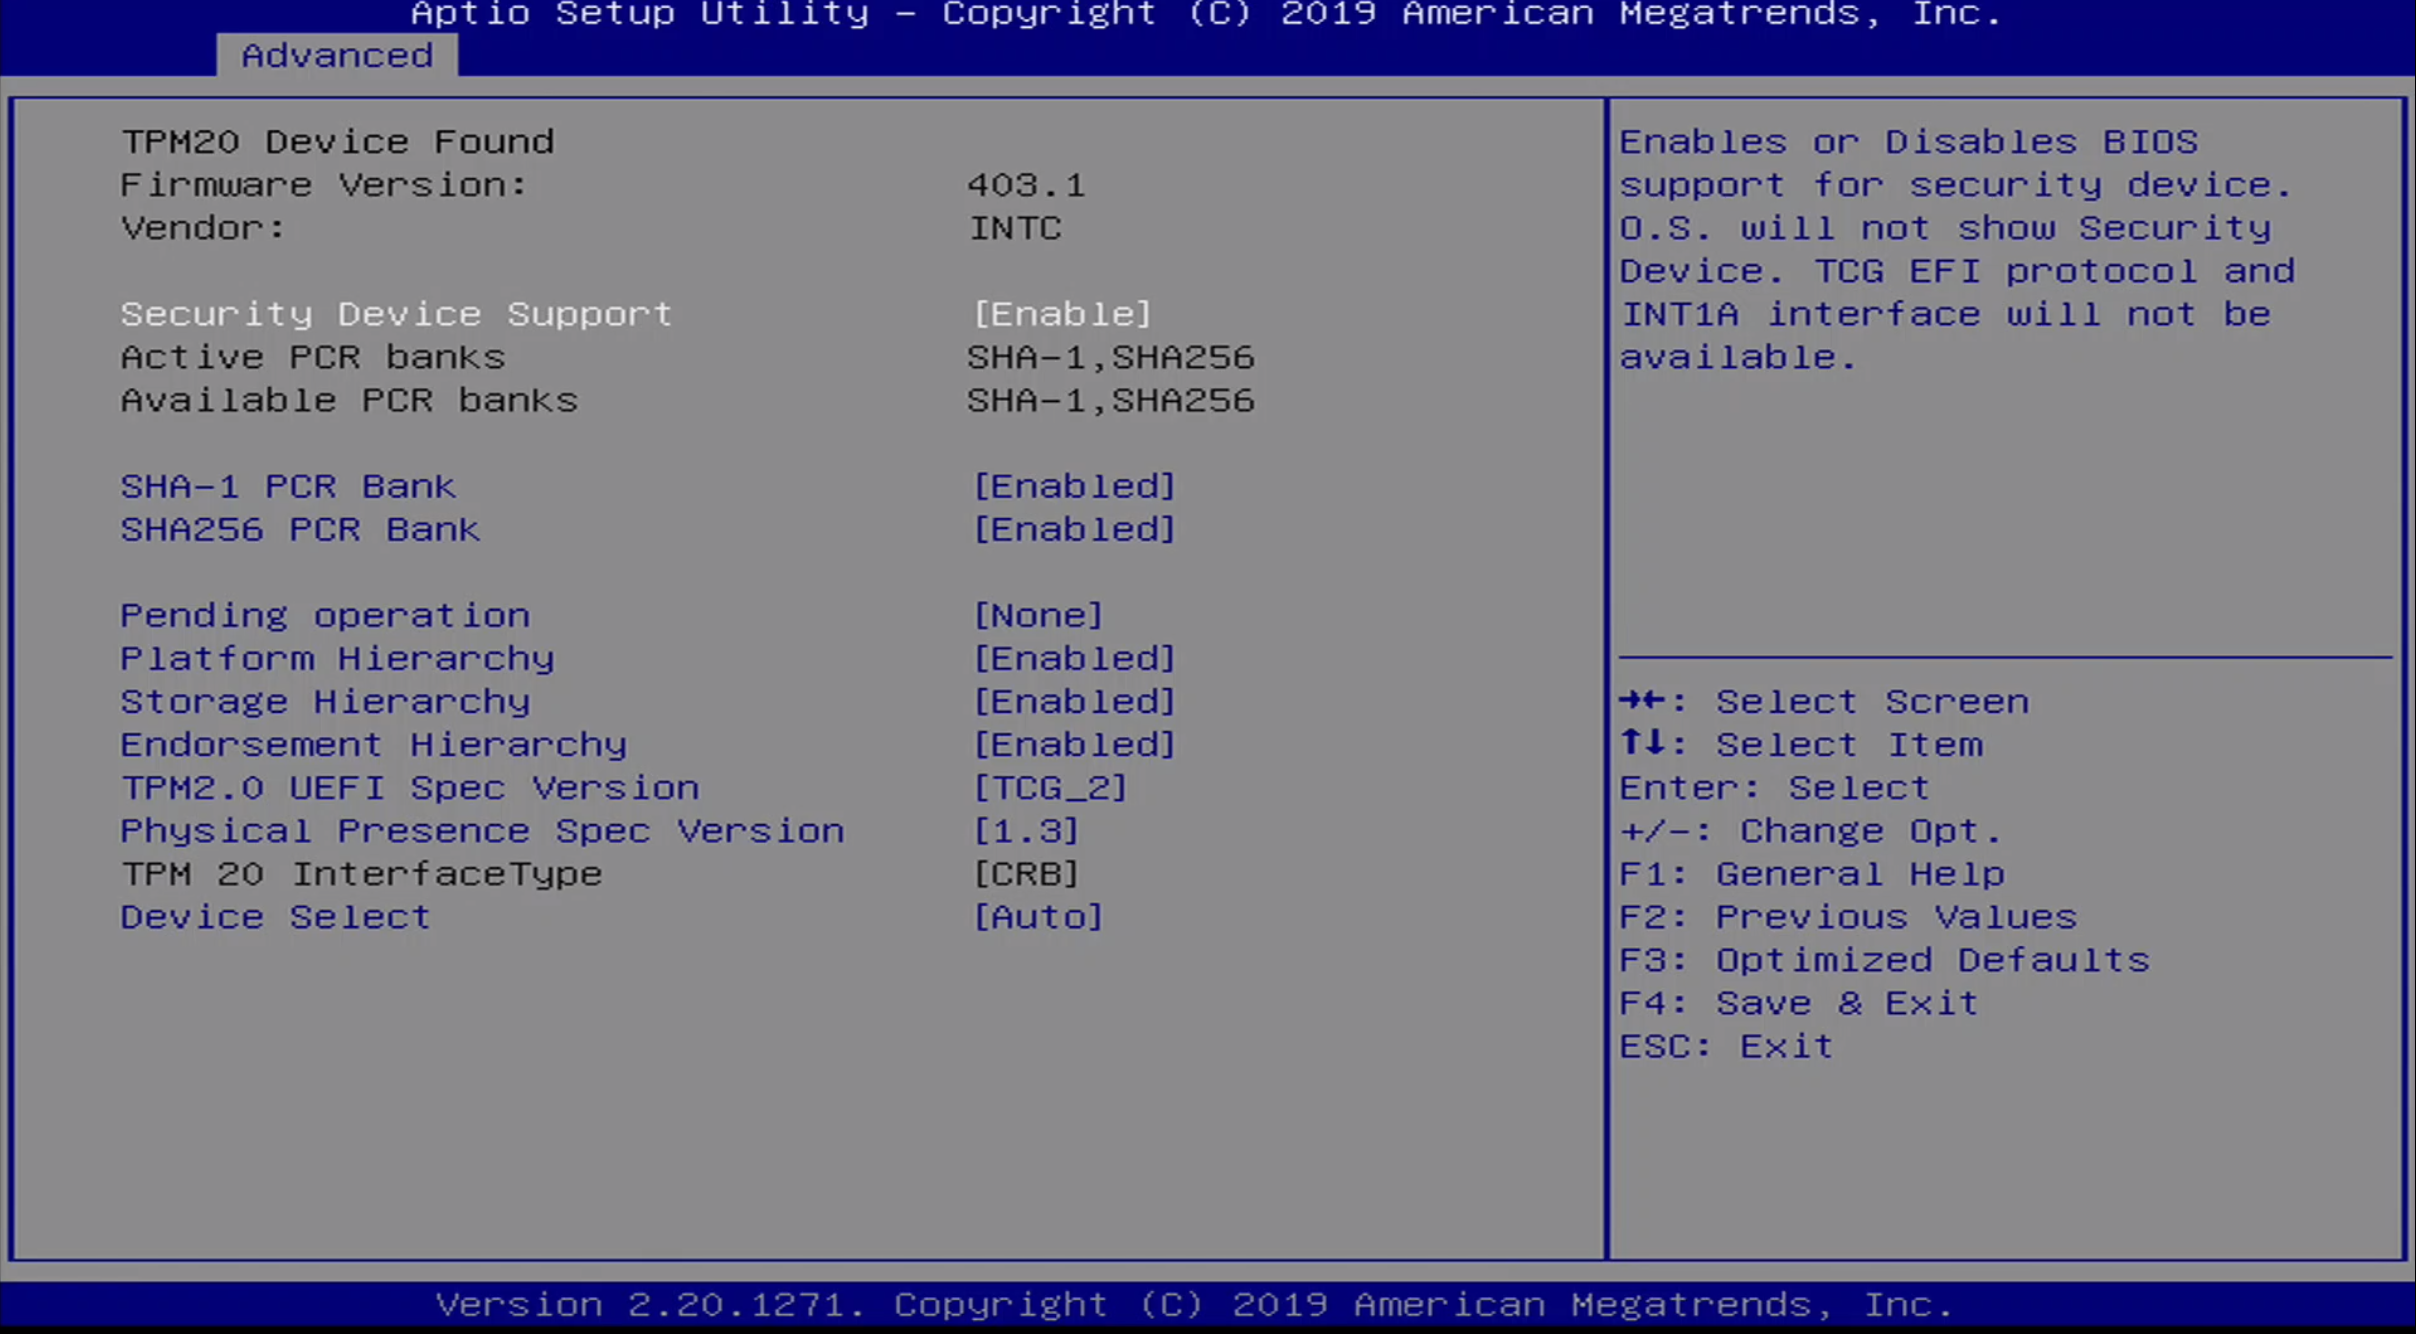 Aptio Setup Utility – Copyright (C) 2019 American Megatrends, Inc.
Advanced
TPM20 Device Found
Firmware Version: 403.1
Vendor: INTC
Security Device Support [Enable]
Active PCR banks SHA-1,SHA256
Available PCR banks SHA-1,SHA256
SHA-1 PCR Bank [Enabled]
SHA256 PCR Bank [Enabled]
Pending operation [None]
Platform Hierarchy [Enabled]
Storage Hierarchy [Enabled]
Endorsement Hierarchy [Enabled]
TPM2.0 UEFI Spec Version [TCG_2]
Physical Presence Spec Version [1.3]
TPM 20 InterfaceType [CRB]
Device Select [Auto]
Enables or Disables BIOS
support for security device.
O.S. will not show Security
Device. TCG EFI protocol and
INT1A interface will not be
available.
→←: Select Screen
↑↓: Select Item
Enter: Select
+/-: Change Opt.
F1: General Help
F2: Previous Values
F3: Optimized Defaults
F4: Save & Exit
ESC: Exit
Version 2.20.1271. Copyright (C) 2019 American Megatrends, Inc.